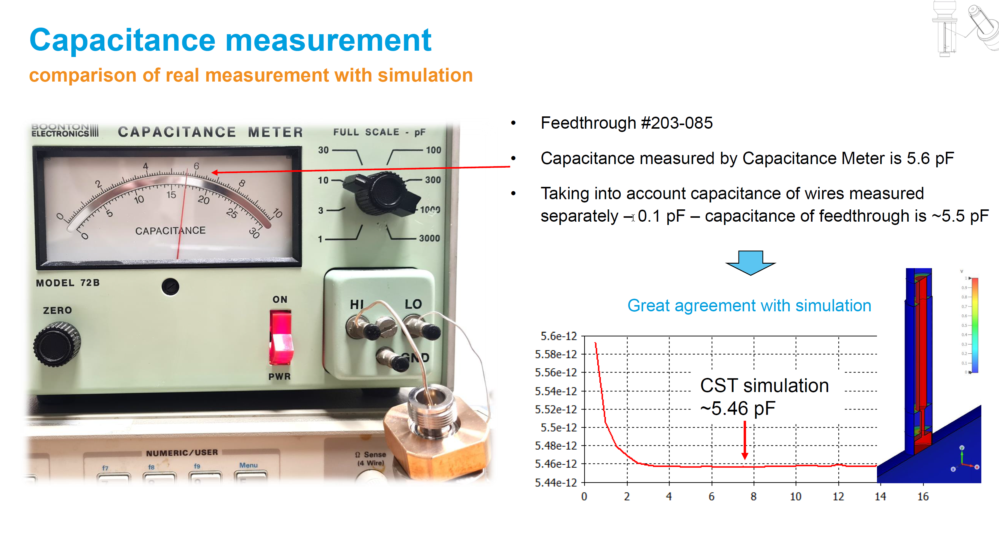 Capacitance measurement
comparison of real measurement with simulation
BOONTON
ELECTRONICS
CAPACITANCE METER
FULL SCALE - pF
30
100
10
300
3
1000
1
3000
0
2
4
6
8
10
0
5
10
15
20
25
30
CAPACITANCE
MODEL 72B
ZERO
ON
PWR
HI
LO
GND
NUMERIC/USER
f7
f8
f9
Menu
Ω Sense
(4 Wire)
• Feedthrough #203-085
• Capacitance measured by Capacitance Meter is 5.6 pF
• Taking into account capacitance of wires measured
separately – 0.1 pF – capacitance of feedthrough is ~5.5 pF
Great agreement with simulation
5.6e-12
5.58e-12
5.56e-12
5.54e-12
5.52e-12
5.5e-12
5.48e-12
5.46e-12
5.44e-12
0 2 4 6 8 10 12 14 16
CST simulation
~5.46 pF
V
1
0.9
0.8
0.7
0.6
0.5
0.4
0.3
0.2
0.1
0
y
x
z